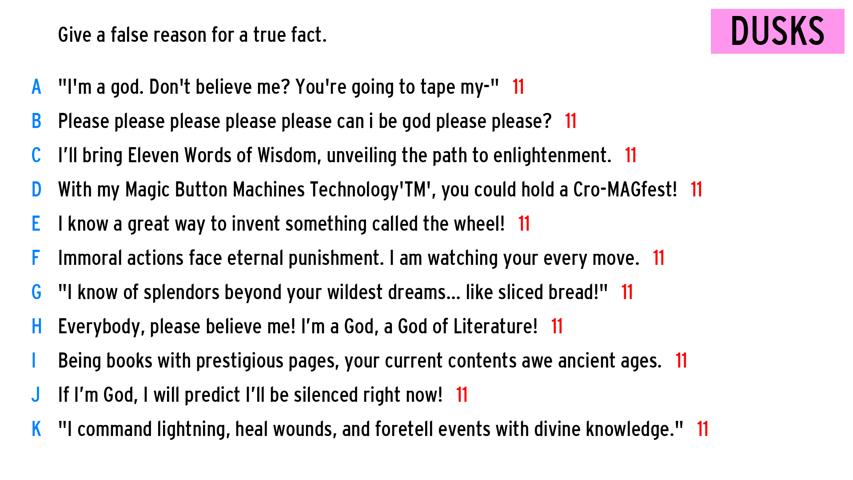 Give a false reason for a true fact.
DUSKS
A "I'm a god. Don't believe me? You're going to tape my-" 11
B Please please please please please can i be god please please? 11
C I'll bring Eleven Words of Wisdom, unveiling the path to enlightenment. 11
D With my Magic Button Machines Technology'TM', you could hold a Cro-MAGfest! 11
E I know a great way to invent something called the wheel! 11
F Immoral actions face eternal punishment. I am watching your every move. 11
G "I know of splendors beyond your wildest dreams... like sliced bread!" 11
H Everybody, please believe me! I'm a God, a God of Literature! 11
I Being books with prestigious pages, your current contents awe ancient ages. 11
J If I'm God, I will predict I'll be silenced right now! 11
K "I command lightning, heal wounds, and foretell events with divine knowledge." 11